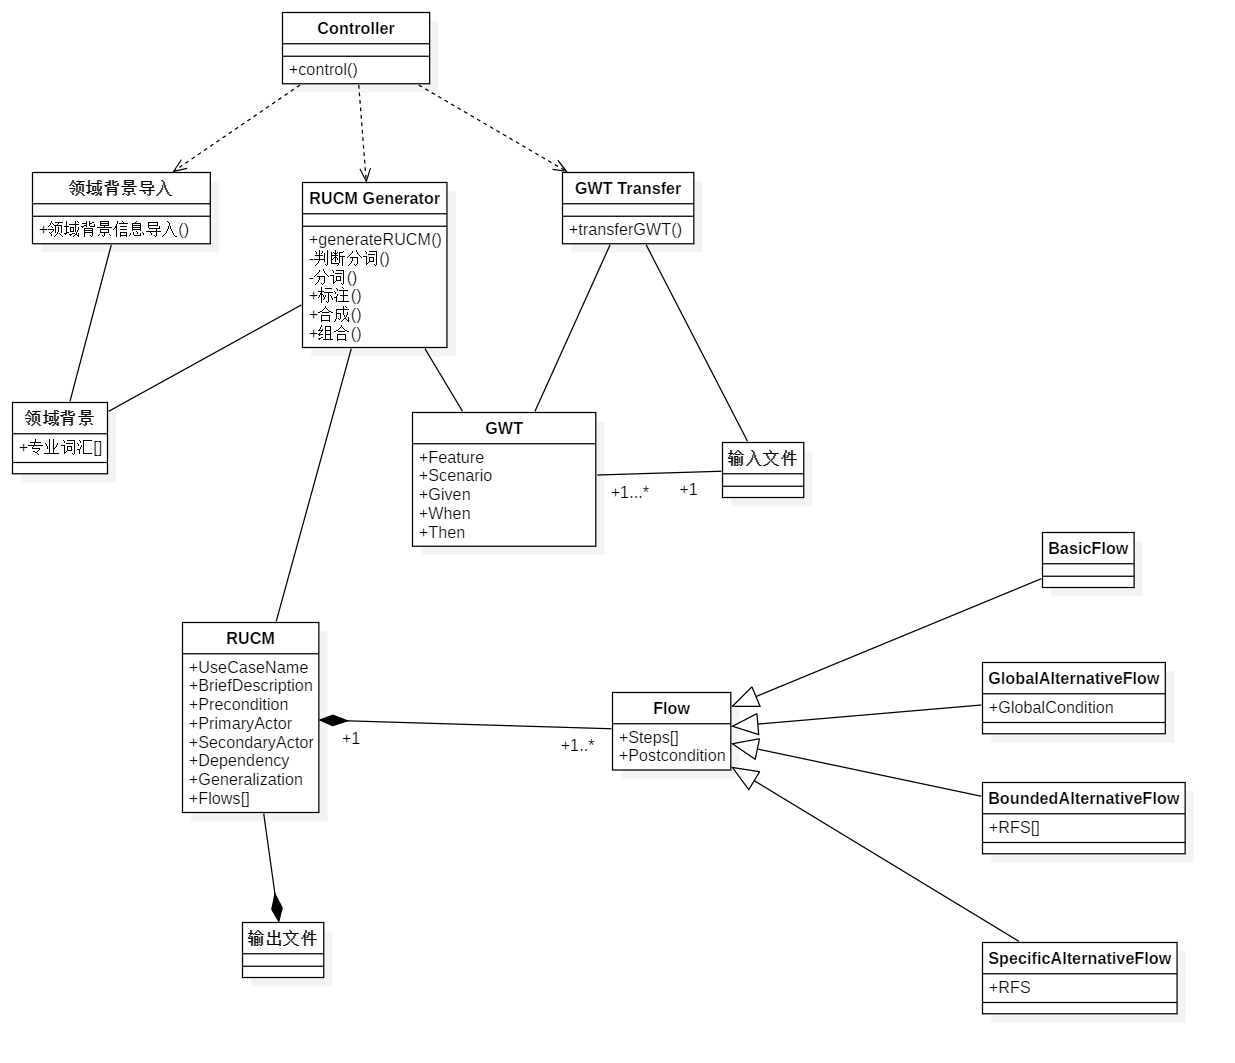 Controller
+control()
领域背景导入
+领域背景信息导入()
RUCM Generator
+generateRUCM()
-判断分词()
-分词()
+标注()
+合成()
+组合()
GWT Transfer
+transferGWT()
领域背景
+专业词汇[]
GWT
+Feature
+Scenario
+Given
+When
+Then
+1...*
+1
输入文件
RUCM
+UseCaseName
+BriefDescription
+Precondition
+PrimaryActor
+SecondaryActor
+Dependency
+Generalization
+Flows[]
+1
+1..*
Flow
+Steps[]
+Postcondition
BasicFlow
GlobalAlternativeFlow
+GlobalCondition
BoundedAlternativeFlow
+RFS[]
SpecificAlternativeFlow
+RFS
输出文件